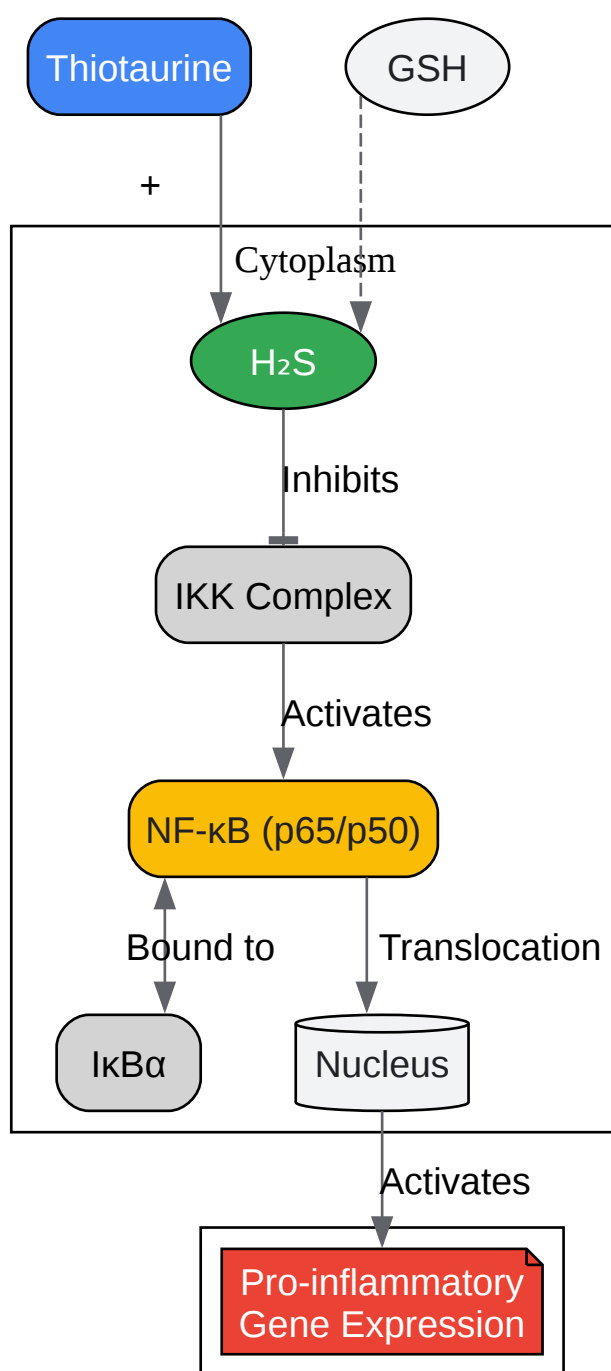 Thiotaurine
GSH
+
Cytoplasm
H₂S
Inhibits
IKK Complex
Activates
NF-κB (p65/p50)
Bound to
Translocation
IκBα
Nucleus
Activates
Pro-inflammatory
Gene Expression